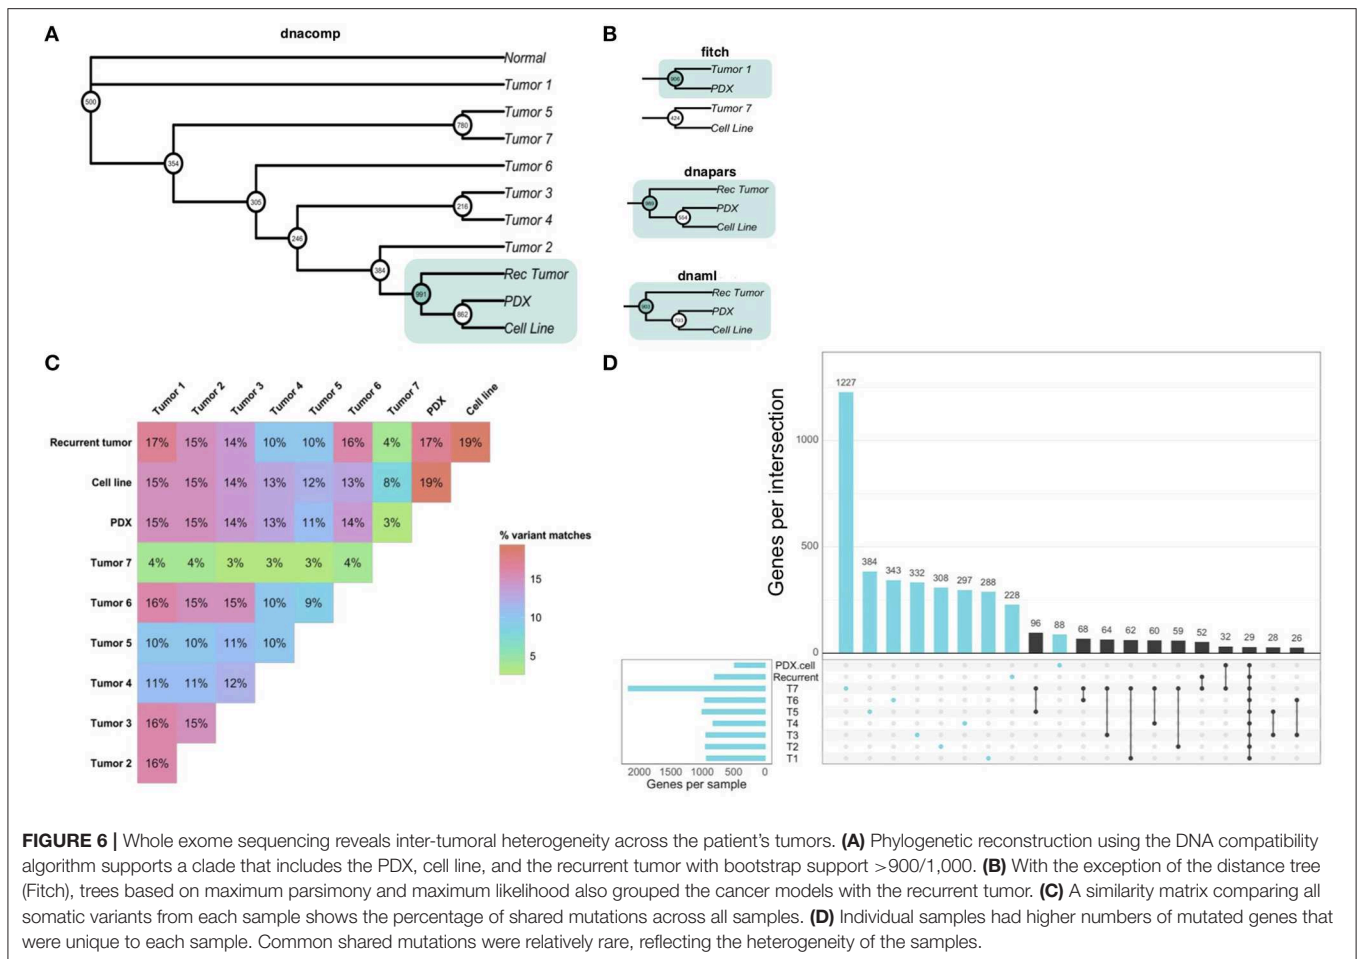 A
dnacomp
Normal
Tumor 1
500
Tumor 5
780
Tumor 7
354
Tumor 6
305
Tumor 3
216
Tumor 4
246
Tumor 2
384
Rec Tumor
991
PDX
862
Cell Line
B
fitch
Tumor 1
PDX
Tumor 7
424
Cell Line
dnapars
Rec Tumor
PDX
554
Cell Line
dnaml
Rec Tumor
PDX
Cell Line
C
Tumor 1 Tumor 2 Tumor 3 Tumor 4 Tumor 5 Tumor 6 Tumor 7 PDX Cell line
Recurrent tumor 17% 15% 14% 10% 10% 16% 4% 17% 19%
Cell line 15% 15% 14% 13% 12% 13% 8% 19%
PDX 15% 15% 14% 13% 11% 14% 3%
Tumor 7 4% 4% 3% 3% 3% 4%
Tumor 6 16% 15% 15% 10% 9%
Tumor 5 10% 10% 11% 10%
Tumor 4 11% 11% 12%
Tumor 3 16% 15%
Tumor 2 16%
% variant matches
15
10
5
D
Genes per intersection
1000
500
0
1227 384 343 332 308 297 288 228 96 88 68 64 62 60 59 52 32 29 28 26
PDX.cell
Recurrent
T7
T6
T5
T4
T3
T2
T1
2000 1500 1000 500 0
Genes per sample
FIGURE 6 | Whole exome sequencing reveals inter-tumoral heterogeneity across the patient's tumors. (A) Phylogenetic reconstruction using the DNA compatibility
algorithm supports a clade that includes the PDX, cell line, and the recurrent tumor with bootstrap support >900/1,000. (B) With the exception of the distance tree
(Fitch), trees based on maximum parsimony and maximum likelihood also grouped the cancer models with the recurrent tumor. (C) A similarity matrix comparing all
somatic variants from each sample shows the percentage of shared mutations across all samples. (D) Individual samples had higher numbers of mutated genes that
were unique to each sample. Common shared mutations were relatively rare, reflecting the heterogeneity of the samples.